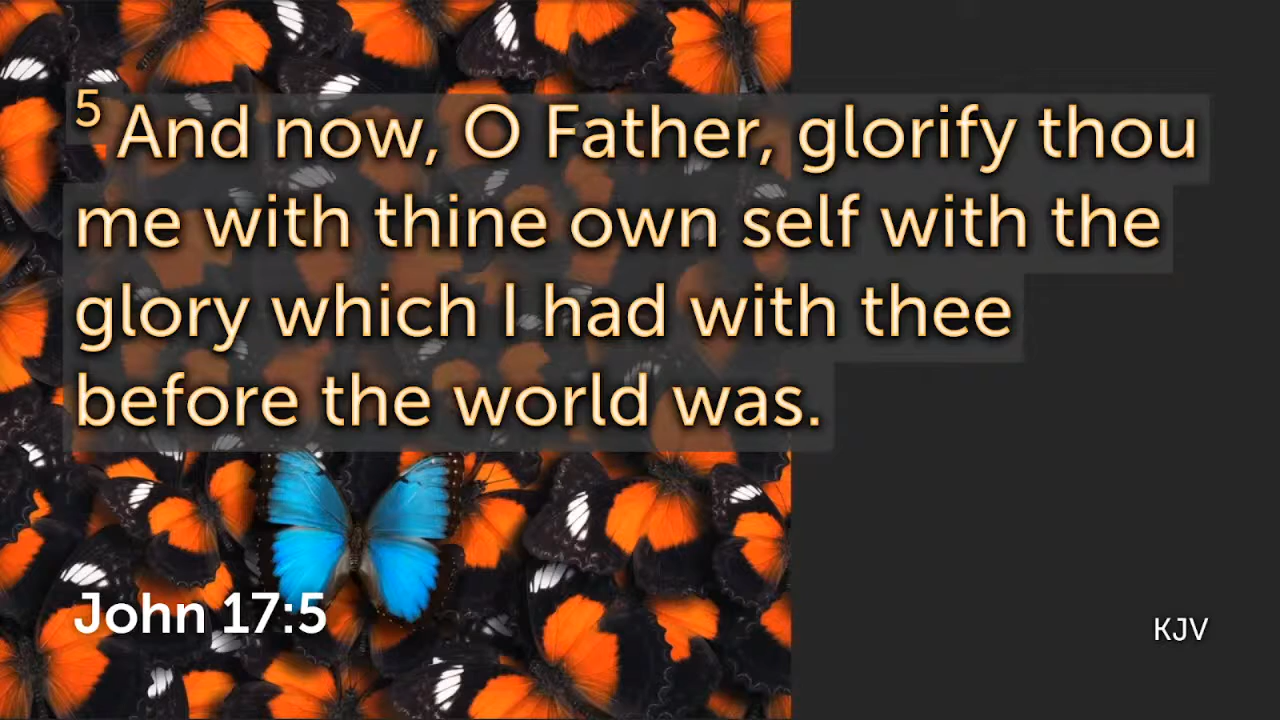 5 And now, O Father, glorify thou
me with thine own self with the
glory which I had with thee
before the world was.
John 17:5
KJV